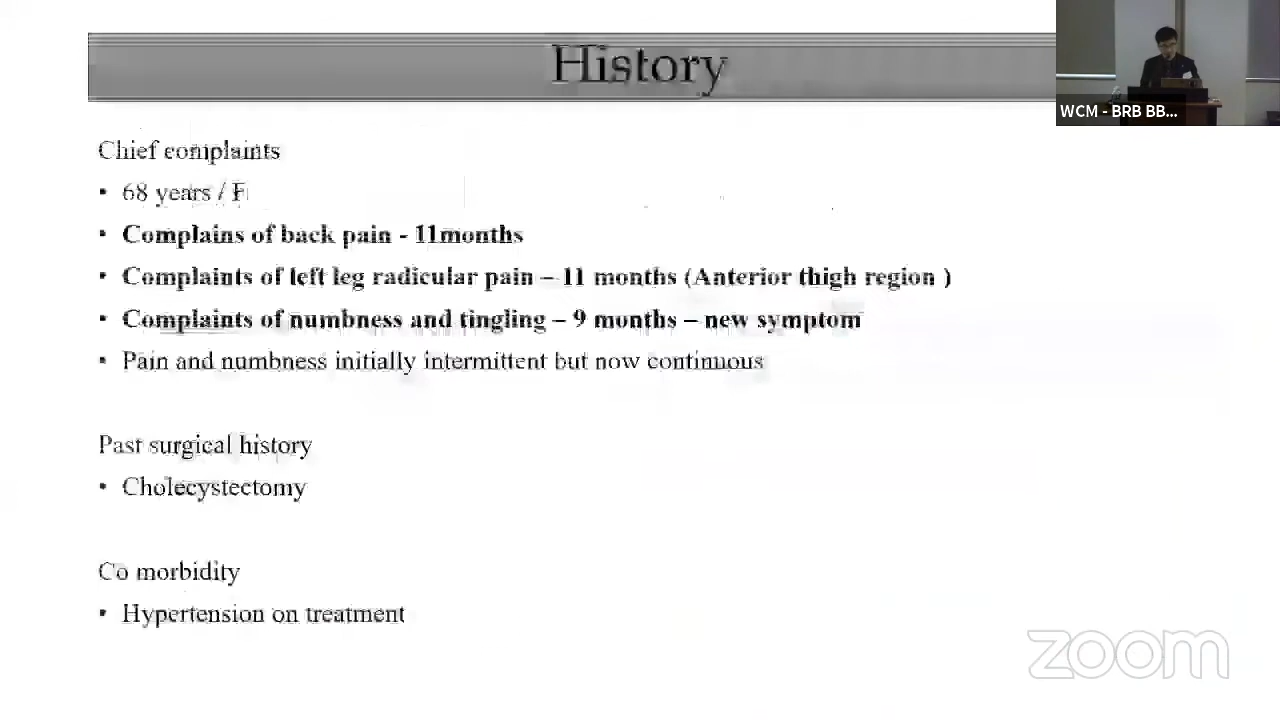 History
WCM - BRB BB...
Chief complaints
• 68 years / F
• Complains of back pain - 11months
• Complaints of left leg radicular pain – 11 months (Anterior thigh region )
• Complaints of numbness and tingling – 9 months – new symptom
• Pain and numbness initially intermittent but now continuous
Past surgical history
• Cholecystectomy
Co morbidity
• Hypertension on treatment
zoom